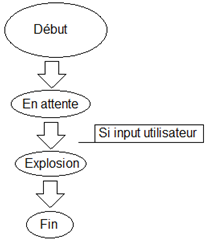 Début
En attente
Si input utilisateur
Explosion
Fin